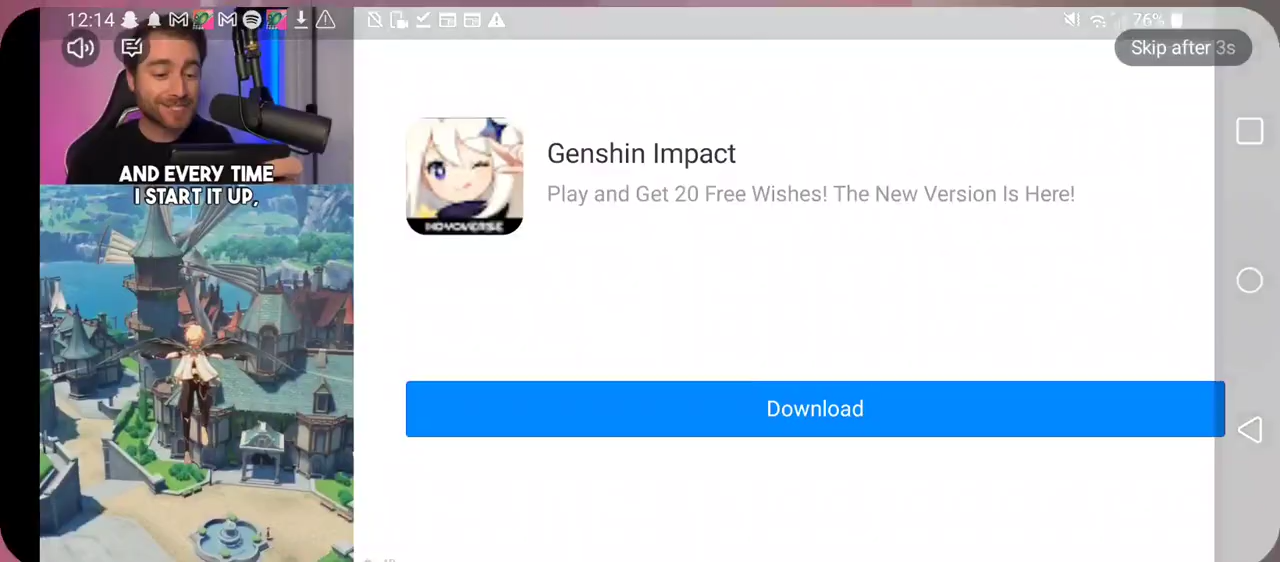 12:14
76%
Skip after 3s
AND EVERY TIME
I START IT UP,
Genshin Impact
Play and Get 20 Free Wishes! The New Version Is Here!
HOYOVERSE
Download